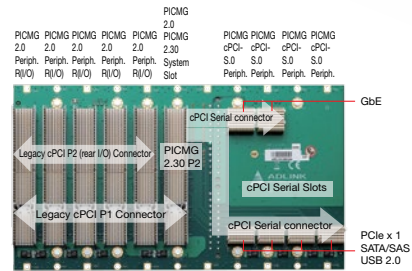 PICMG 2.0 Periph. R(I/O)
PICMG 2.0 Periph. R(I/O)
PICMG 2.0 Periph. R(I/O)
PICMG 2.0 Periph. R(I/O)
PICMG 2.0 Periph. R(I/O)
PICMG 2.0 PICMG 2.30 System Slot
PICMG cPCI-S.0 Periph.
PICMG cPCI-S.0 Periph.
PICMG cPCI-S.0 Periph.
PICMG cPCI-S.0 Periph.
GbE
cPCI Serial connector
Legacy cPCI P2 (rear I/O) Connector
PICMG 2.30 P2
ADLINK
cPCI Serial Slots
Legacy cPCI P1 Connector
cPCI Serial connector
PCIe x 1
SATA/SAS
USB 2.0